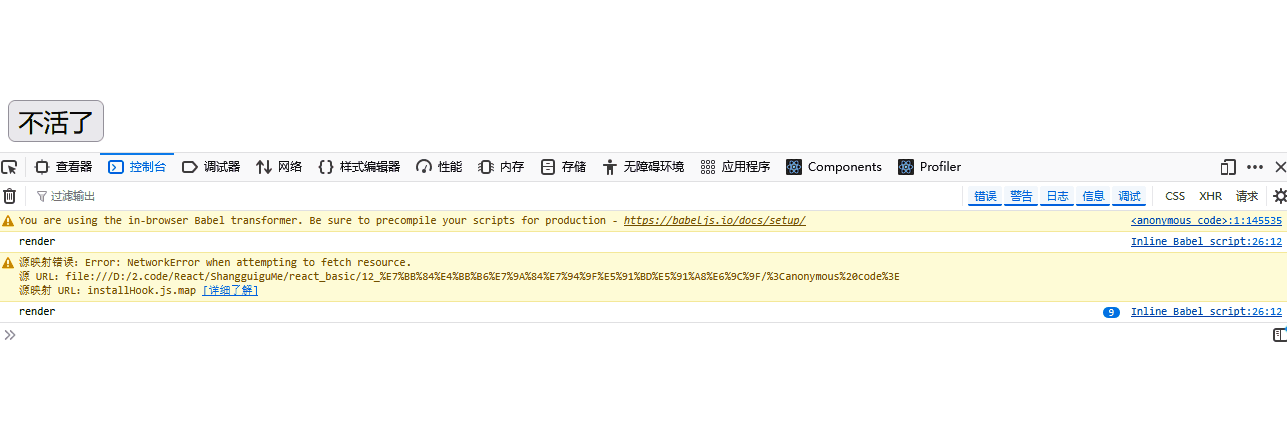 不活了
查看器 控制台 调试器 网络 样式编辑器 性能 内存 存储 无障碍环境 应用程序 Components Profiler
过滤输出 错误 警告 日志 信息 调试 CSS XHR 请求
You are using the in-browser Babel transformer. Be sure to precompile your scripts for production - https://babeljs.io/docs/setup/ <anonymous code>:1:145535
render Inline Babel script:26:12
源映射错误：Error: NetworkError when attempting to fetch resource.
源 URL：file:///D:/2.code/React/ShangguiguMe/react_basic/12_%E7%BB%84%E4%BB%B6%E7%9A%84%E7%94%9F%E5%91%BD%E5%91%A8%E6%9C%9F/%3Canonymous%20code%3E
源映射 URL：installHook.js.map [详细了解]
render 9 Inline Babel script:26:12